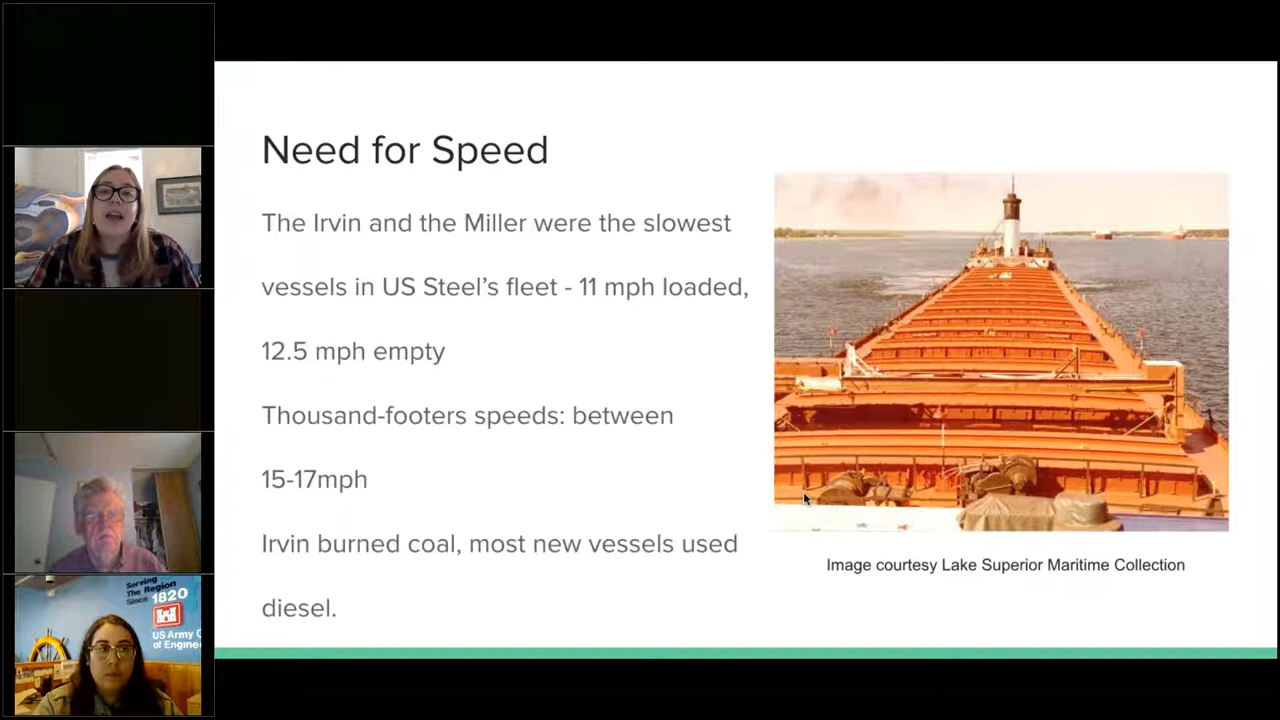 Need for Speed
The Irvin and the Miller were the slowest
vessels in US Steel’s fleet - 11 mph loaded,
12.5 mph empty
Thousand-footers speeds: between
15-17mph
Irvin burned coal, most new vessels used
diesel.
Image courtesy Lake Superior Maritime Collection
Serving
The Region
Since 1820
US Army
of Engine